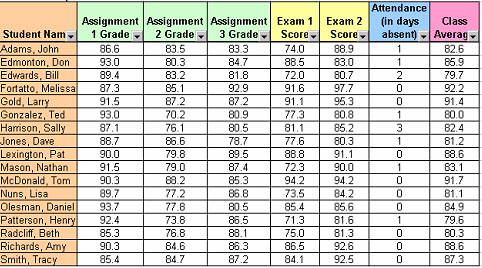 Student Nam Assignment 1 Grade Assignment 2 Grade Assignment 3 Grade Exam 1 Score Exam 2 Score Attendance (in days absent) Class Averag
Adams, John 86.6 83.5 83.3 74.0 88.9 1 82.6
Edmonton, Don 93.0 80.3 84.7 88.5 83.0 1 85.9
Edwards, Bill 89.4 83.2 81.8 72.0 80.7 2 79.7
Fortatto, Melissa 87.3 85.1 92.9 91.6 97.7 0 92.2
Gold, Larry 91.5 87.2 87.2 91.1 95.3 0 91.4
Gonzalez, Ted 93.0 70.2 80.9 77.3 80.8 1 80.0
Harrison, Sally 87.1 76.1 80.5 81.1 85.2 3 82.4
Jones, Dave 88.7 86.6 78.7 77.6 80.3 1 81.2
Lexington, Pat 90.0 79.8 89.5 88.8 91.1 0 88.6
Mason, Nathan 91.5 79.0 87.4 72.3 90.0 1 83.1
McDonald, Tom 90.3 88.2 85.3 94.2 94.2 0 91.7
Nuns, Lisa 89.7 77.2 86.8 73.5 84.2 0 81.1
Olesman, Daniel 93.7 77.8 80.5 85.4 85.6 0 84.9
Patterson, Henry 92.4 73.8 86.5 71.3 81.6 1 79.6
Radcliff, Beth 85.3 76.8 88.1 75.0 81.3 0 80.3
Richards, Amy 90.3 84.6 86.3 86.5 92.6 0 88.6
Smith, Tracy 85.4 84.7 87.2 84.1 92.5 0 87.3